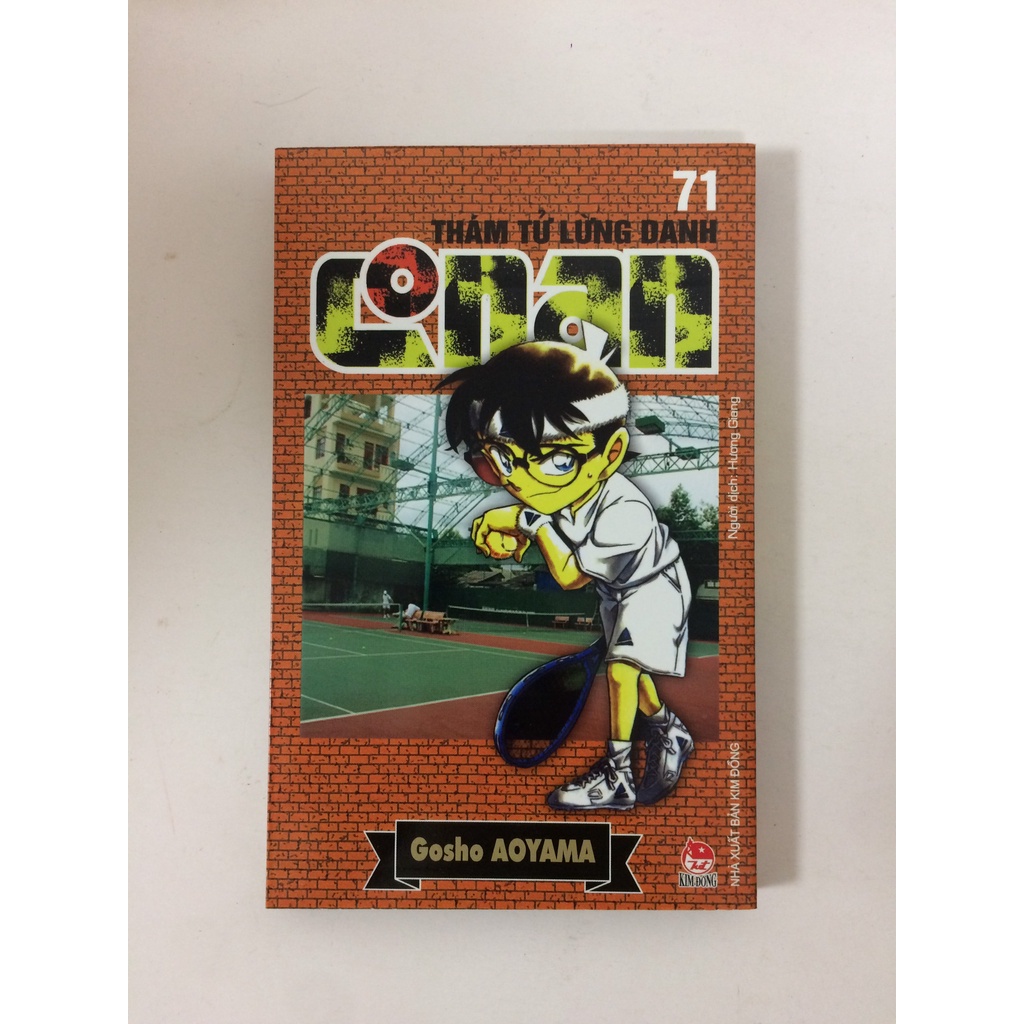 71
THÁM TỬ LỪNG DANH
Conan
Người dịch: Hương Giang
NHÀ XUẤT BẢN KIM ĐỒNG
Gosho AOYAMA
KIM ĐỒNG